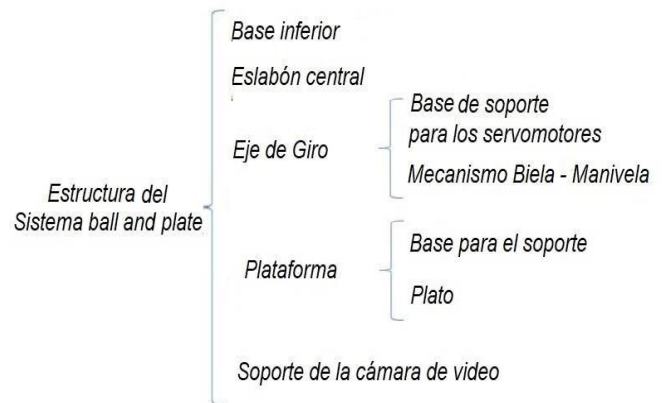 Base inferior
Eslabón central
Eje de Giro
Base de soporte
para los servomotores
Mecanismo Biela - Manivela
Estructura del
Sistema ball and plate
Plataforma
Base para el soporte
Plato
Soporte de la cámara de video